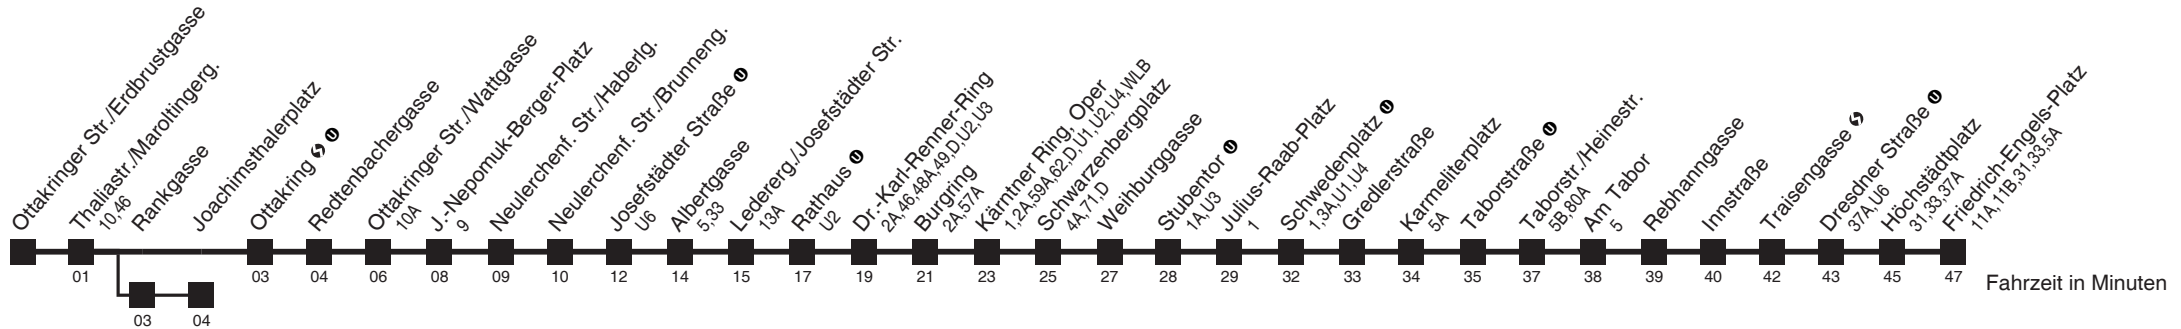 Ottakringer Str./Erdbrustgasse
Thaliastr./Maroltingerg.
10,46
Rankgasse
Joachimsthalerplatz
Ottakring S U
Redtenbachergasse
Ottakringer Str./Wattgasse
10A
J.-Nepomuk-Berger-Platz
9
Neulerchenf. Str./Haberlg.
Neulerchenf. Str./Brunneng.
Josefstädter Straße U
U6
Albertgasse
5,33
Ledererg./Josefstädter Str.
13A
Rathaus U
U2
Dr.-Karl-Renner-Ring
2A,46,48A,49,D,U2,U3
Burgring
2A,57A
Kärntner Ring, Oper
1,2A,59A,62,D,U1,U2,U4,WLB
Schwarzenbergplatz
4A,71,D
Weihburggasse
Stubentor U
1A,U3
Julius-Raab-Platz
1
Schwedenplatz U
1,3A,U1,U4
Gredlerstraße
Karmeliterplatz
5A
Taborstraße U
Taborstr./Heinestr.
5B,80A
Am Tabor
5
Rebhanngasse
Innstraße
Traisengasse S
Dresdner Straße U
37A,U6
Höchstädtplatz
31,33,37A
Friedrich-Engels-Platz
11A,11B,31,33,5A
01 03 04 06 08 09 10 12 14 15 17 19 21 23 25 27 28 29 32 33 34 35 37 38 39 40 42 43 45 47 Fahrzeit in Minuten
03 04